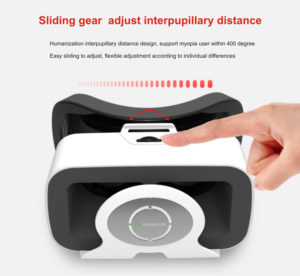 Sliding gear adjust interpupillary distance
Humanization interpupillary distance design, support myopia user within 400 degree
Easy sliding to adjust, flexible adjustment according to individual differences